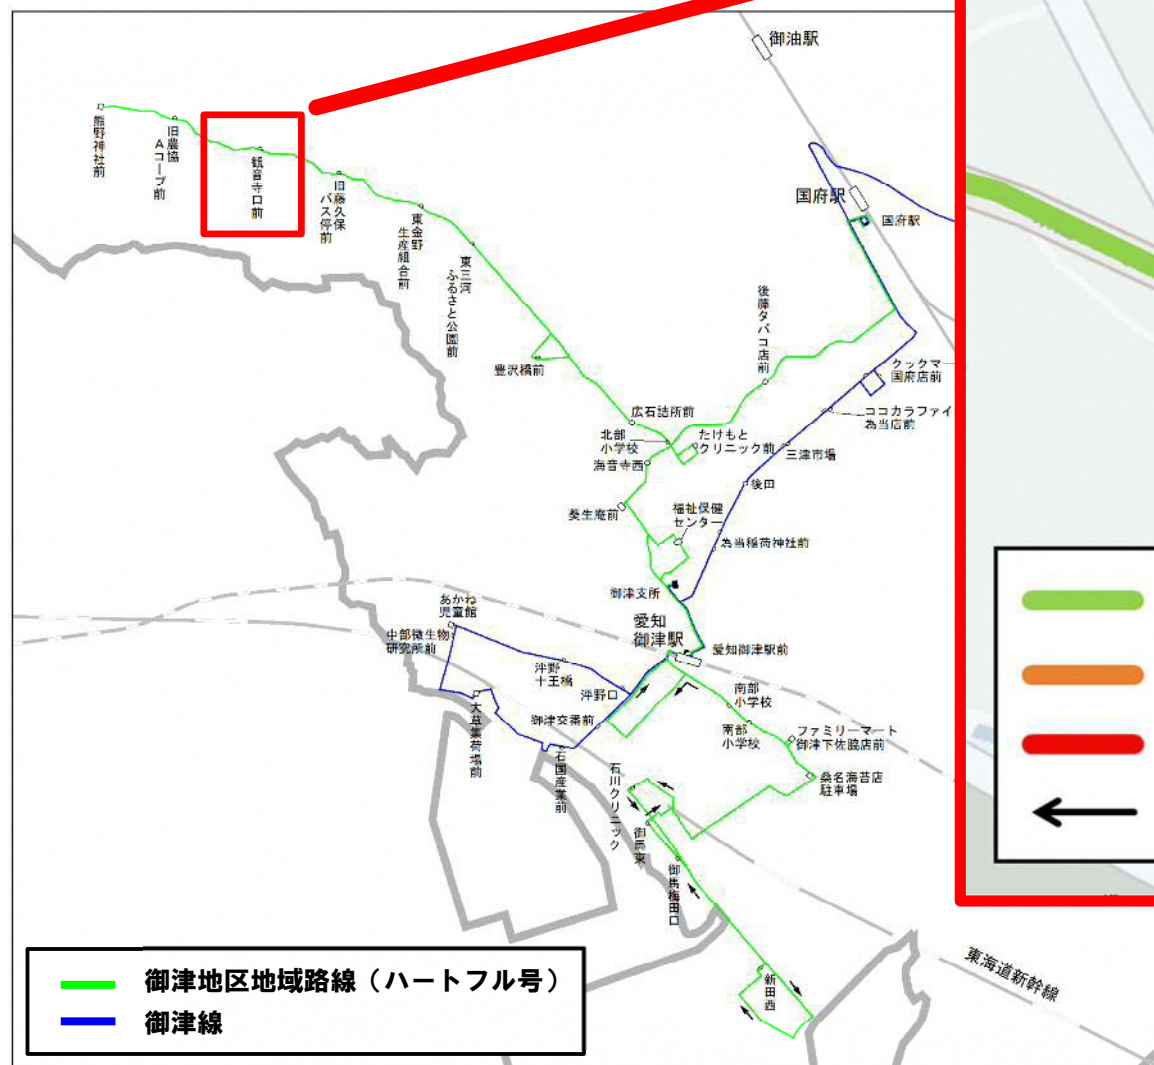 御油駅
熊野神社前
旧農協
Aコープ前
観音寺口前
旧藤久保
バス停前
東金野
生産組合前
東三河
ふるさと公園前
国府駅
国府駅
後藤タバコ店前
豊沢橋前
クックマー
国府店前
ココカラファイ
為当店前
広石詰所前
北部
小学校
たけもと
クリニック前
海音寺西
三津市場
後田
葵生庵前
福祉保健
センター
為当稲荷神社前
御津支所
あかね
児童館
愛知
御津駅
中部微生物
研究所前
愛知御津駅前
泙野
十王橋
泙野口
南部
小学校
大草集荷場前
御津交番前
南部
小学校
ファミリーマート
御津下佐脇店前
石国産業前
石川クリニック
桑名海苔店
駐車場
御馬東
御馬梅田口
新田西
東海道新幹線
御津地区地域路線（ハートフル号）
御津線